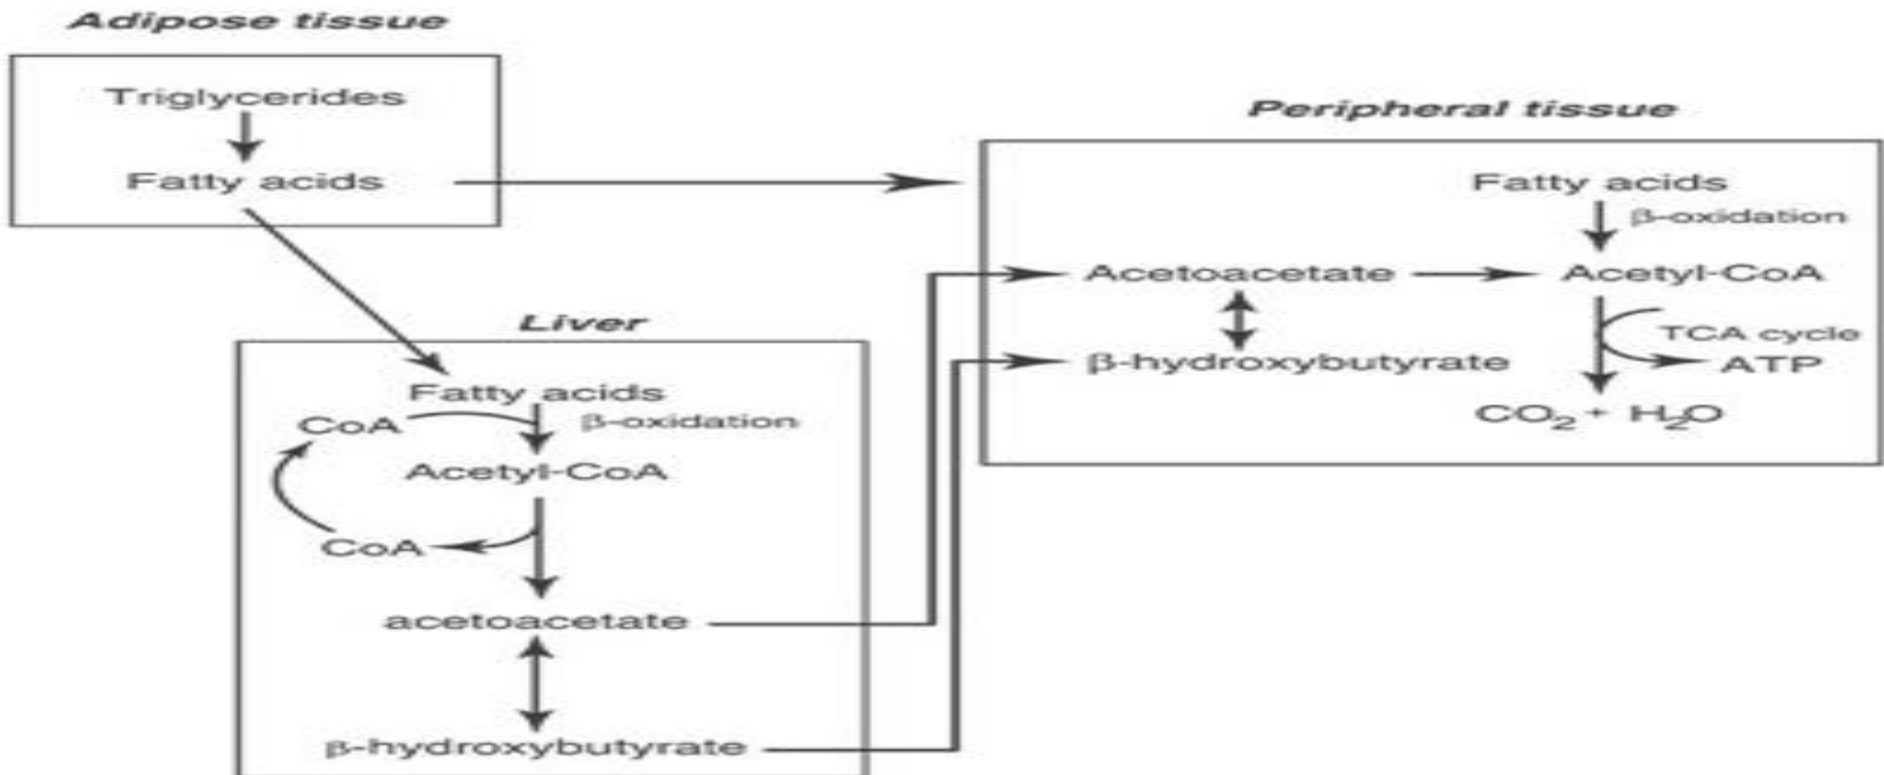 Adipose tissue
Triglycerides
Fatty acids
Liver
Fatty acids
CoA
β-oxidation
Acetyl-CoA
CoA
acetoacetate
β-hydroxybutyrate
Peripheral tissue
Fatty acids
β-oxidation
Acetoacetate
Acetyl-CoA
TCA cycle
β-hydroxybutyrate
ATP
CO₂ + H₂O